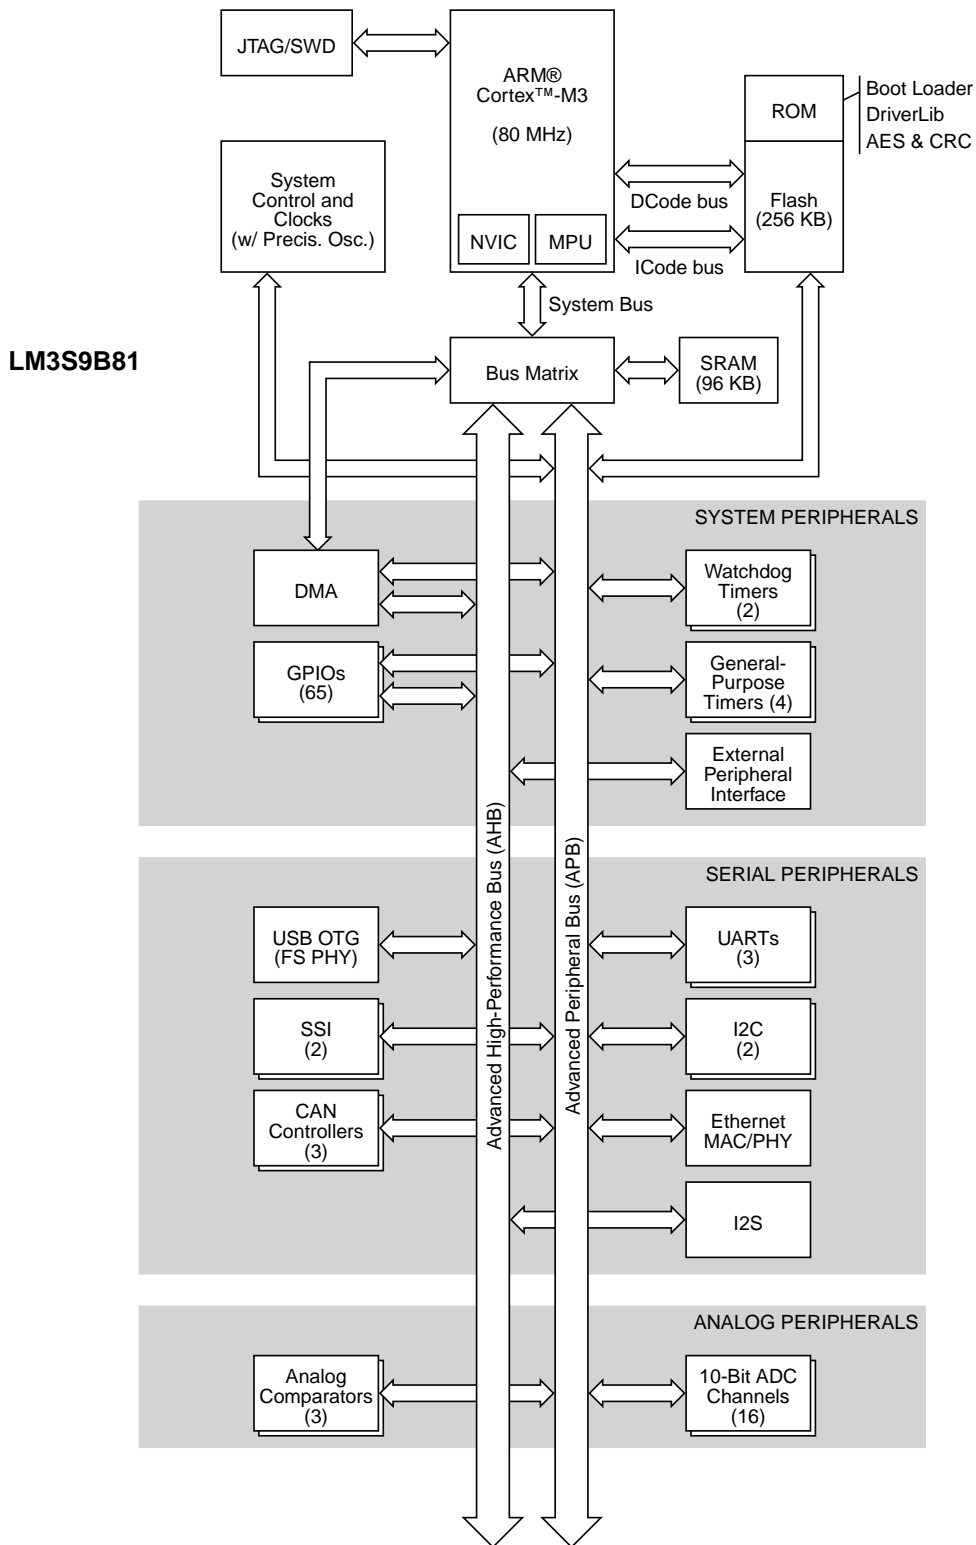 JTAG/SWD
ARM®
Cortex™-M3
(80 MHz)
NVIC
MPU
ROM
Boot Loader
DriverLib
AES & CRC
System
Control and
Clocks
(w/ Precis. Osc.)
DCode bus
Flash
(256 KB)
ICode bus
System Bus
LM3S9B81
Bus Matrix
SRAM
(96 KB)
SYSTEM PERIPHERALS
DMA
Watchdog
Timers
(2)
GPIOs
(65)
General-
Purpose
Timers (4)
External
Peripheral
Interface
Advanced High-Performance Bus (AHB)
Advanced Peripheral Bus (APB)
SERIAL PERIPHERALS
USB OTG
(FS PHY)
UARTs
(3)
SSI
(2)
I2C
(2)
CAN
Controllers
(3)
Ethernet
MAC/PHY
I2S
ANALOG PERIPHERALS
Analog
Comparators
(3)
10-Bit ADC
Channels
(16)